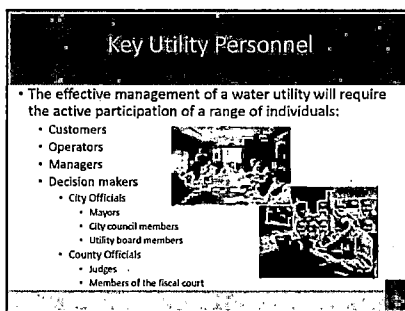 Key Utility Personnel
• The effective management of a water utility will require
the active participation of a range of individuals:
• Customers
• Operators
• Managers
• Decision makers
• City Officials
• Mayors
• City council members
• Utility board members
• County Officials
• Judges
• Members of the fiscal court